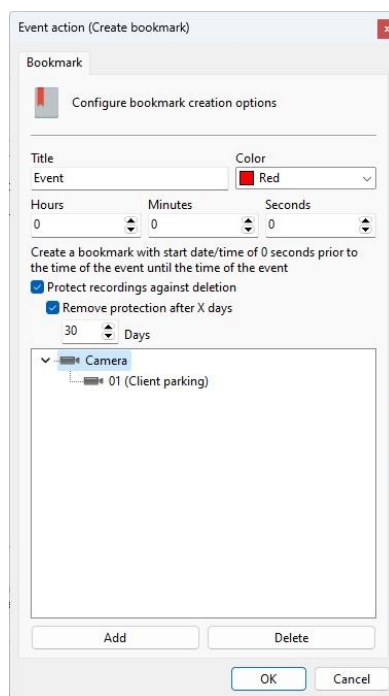 Event action (Create bookmark)
x
Bookmark
Configure bookmark creation options
Title
Color
Event
Red
Hours
Minutes
Seconds
0
0
0
Create a bookmark with start date/time of 0 seconds prior to
the time of the event until the time of the event
Protect recordings against deletion
Remove protection after X days
30
Days
Camera
01 (Client parking)
Add
Delete
OK
Cancel